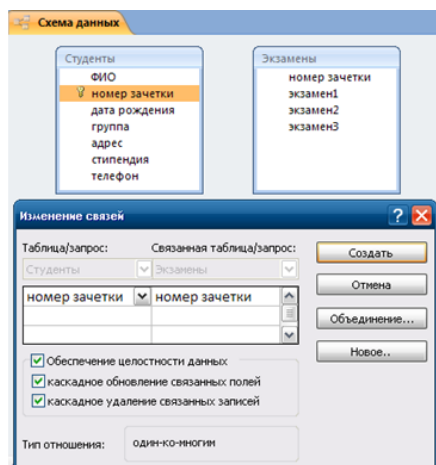 Схема данных
Студенты
ФИО
номер зачетки
дата рождения
группа
адрес
стипендия
телефон
Экзамены
номер зачетки
экзамен1
экзамен2
экзамен3
Изменение связей
Таблица/запрос: Связанная таблица/запрос:
Студенты Экзамены
номер зачетки номер зачетки
Создать
Отмена
Объединение...
Новое..
Обеспечение целостности данных
каскадное обновление связанных полей
каскадное удаление связанных записей
Тип отношения: один-ко-многим